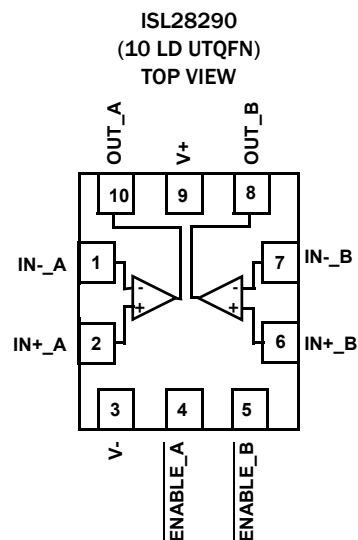 ISL28290
(10 LD UTQFN)
TOP VIEW
OUT_A
V+
OUT_B
10
9
8
IN-_A
1
-
+
7
IN-_B
-
+
IN+_A
2
6
IN+_B
3
4
5
V-
ENABLE_A
ENABLE_B